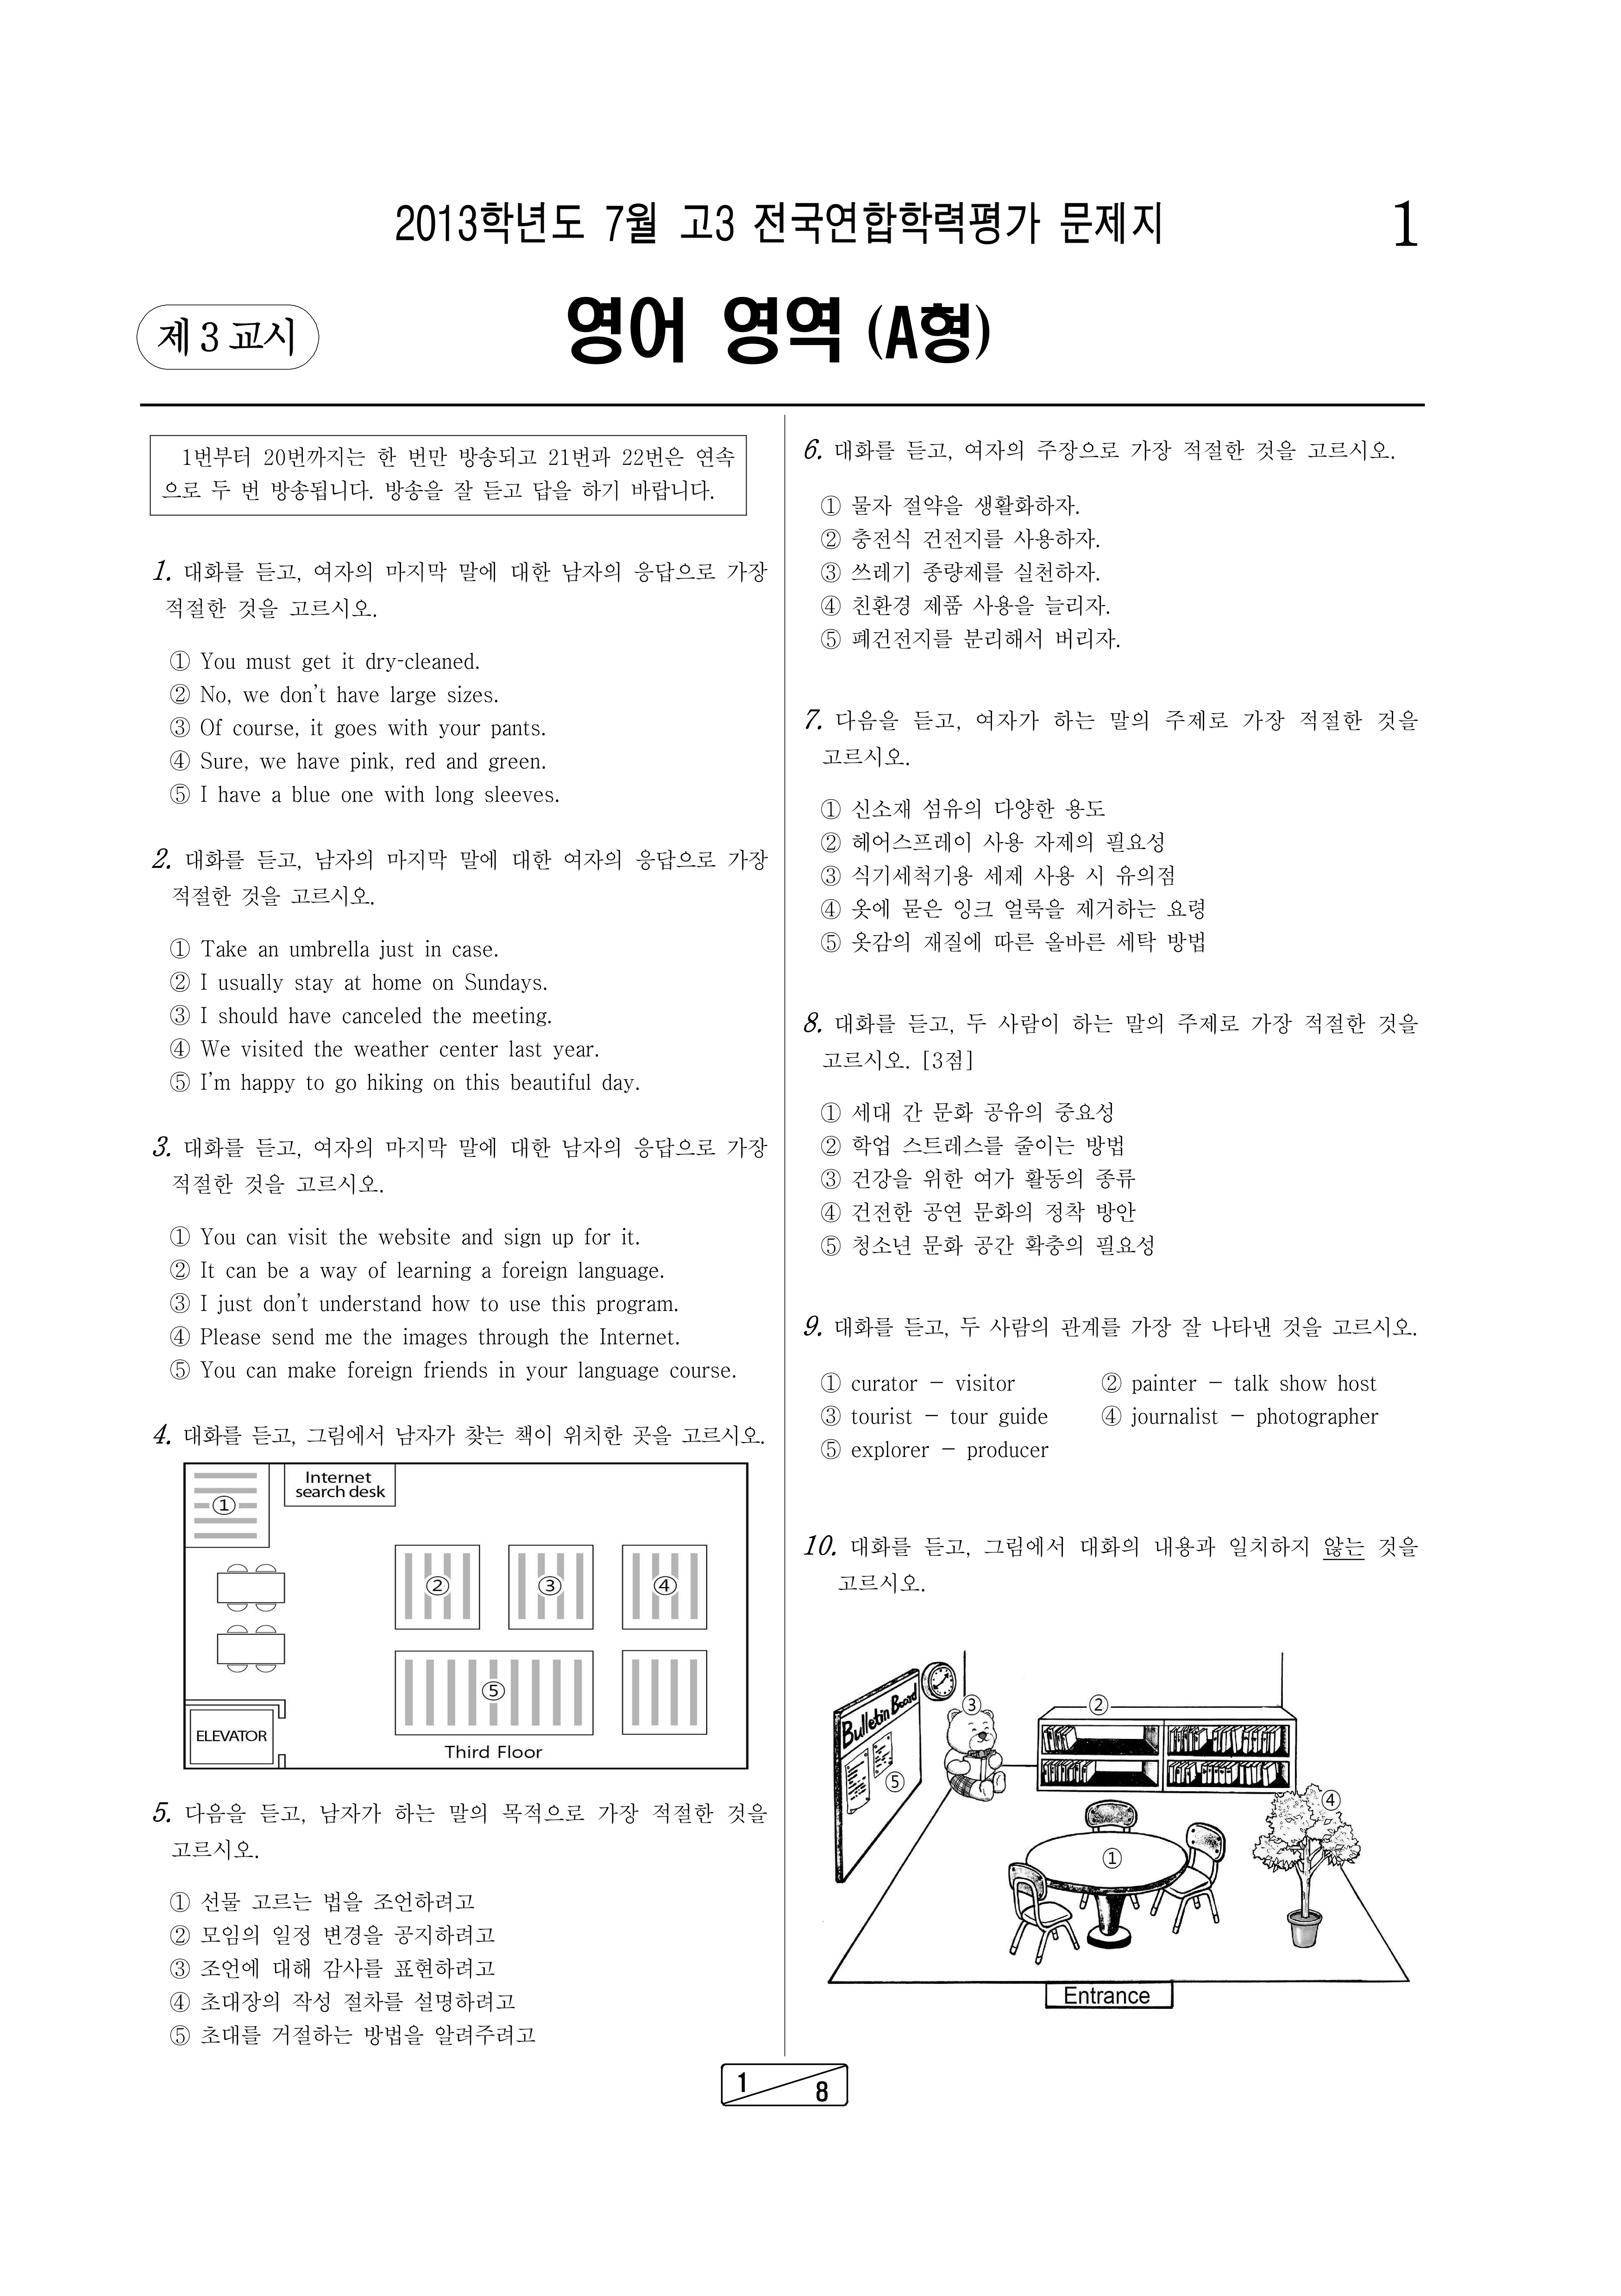 2013학년도 7월 고3 전국연합학력평가 문제지
1
제 3 교시
영어 영역 (A형)
1번부터 20번까지는 한 번만 방송되고 21번과 22번은 연속
으로 두 번 방송됩니다. 방송을 잘 듣고 답을 하기 바랍니다.
1. 대화를 듣고, 여자의 마지막 말에 대한 남자의 응답으로 가장
적절한 것을 고르시오.
① You must get it dry-cleaned.
② No, we don't have large sizes.
③ Of course, it goes with your pants.
④ Sure, we have pink, red and green.
⑤ I have a blue one with long sleeves.
2. 대화를 듣고, 남자의 마지막 말에 대한 여자의 응답으로 가장
적절한 것을 고르시오.
① Take an umbrella just in case.
② I usually stay at home on Sundays.
③ I should have canceled the meeting.
④ We visited the weather center last year.
⑤ I'm happy to go hiking on this beautiful day.
3. 대화를 듣고, 여자의 마지막 말에 대한 남자의 응답으로 가장
적절한 것을 고르시오.
① You can visit the website and sign up for it.
② It can be a way of learning a foreign language.
③ I just don't understand how to use this program.
④ Please send me the images through the Internet.
⑤ You can make foreign friends in your language course.
4. 대화를 듣고, 그림에서 남자가 찾는 책이 위치한 곳을 고르시오.
Internet
search desk
①
② ③ ④
⑤
ELEVATOR
Third Floor
5. 다음을 듣고, 남자가 하는 말의 목적으로 가장 적절한 것을
고르시오.
① 선물 고르는 법을 조언하려고
② 모임의 일정 변경을 공지하려고
③ 조언에 대해 감사를 표현하려고
④ 초대장의 작성 절차를 설명하려고
⑤ 초대를 거절하는 방법을 알려주려고
6. 대화를 듣고, 여자의 주장으로 가장 적절한 것을 고르시오.
① 물자 절약을 생활화하자.
② 충전식 건전지를 사용하자.
③ 쓰레기 종량제를 실천하자.
④ 친환경 제품 사용을 늘리자.
⑤ 폐건전지를 분리해서 버리자.
7. 다음을 듣고, 여자가 하는 말의 주제로 가장 적절한 것을
고르시오.
① 신소재 섬유의 다양한 용도
② 헤어스프레이 사용 자제의 필요성
③ 식기세척기용 세제 사용 시 유의점
④ 옷에 묻은 잉크 얼룩을 제거하는 요령
⑤ 옷감의 재질에 따른 올바른 세탁 방법
8. 대화를 듣고, 두 사람이 하는 말의 주제로 가장 적절한 것을
고르시오. [3점]
① 세대 간 문화 공유의 중요성
② 학업 스트레스를 줄이는 방법
③ 건강을 위한 여가 활동의 종류
④ 건전한 공연 문화의 정착 방안
⑤ 청소년 문화 공간 확충의 필요성
9. 대화를 듣고, 두 사람의 관계를 가장 잘 나타낸 것을 고르시오.
① curator － visitor ② painter － talk show host
③ tourist － tour guide ④ journalist － photographer
⑤ explorer － producer
10. 대화를 듣고, 그림에서 대화의 내용과 일치하지 않는 것을
고르시오.
Bulletin Board
③ ②
⑤ ④
①
Entrance
1
8